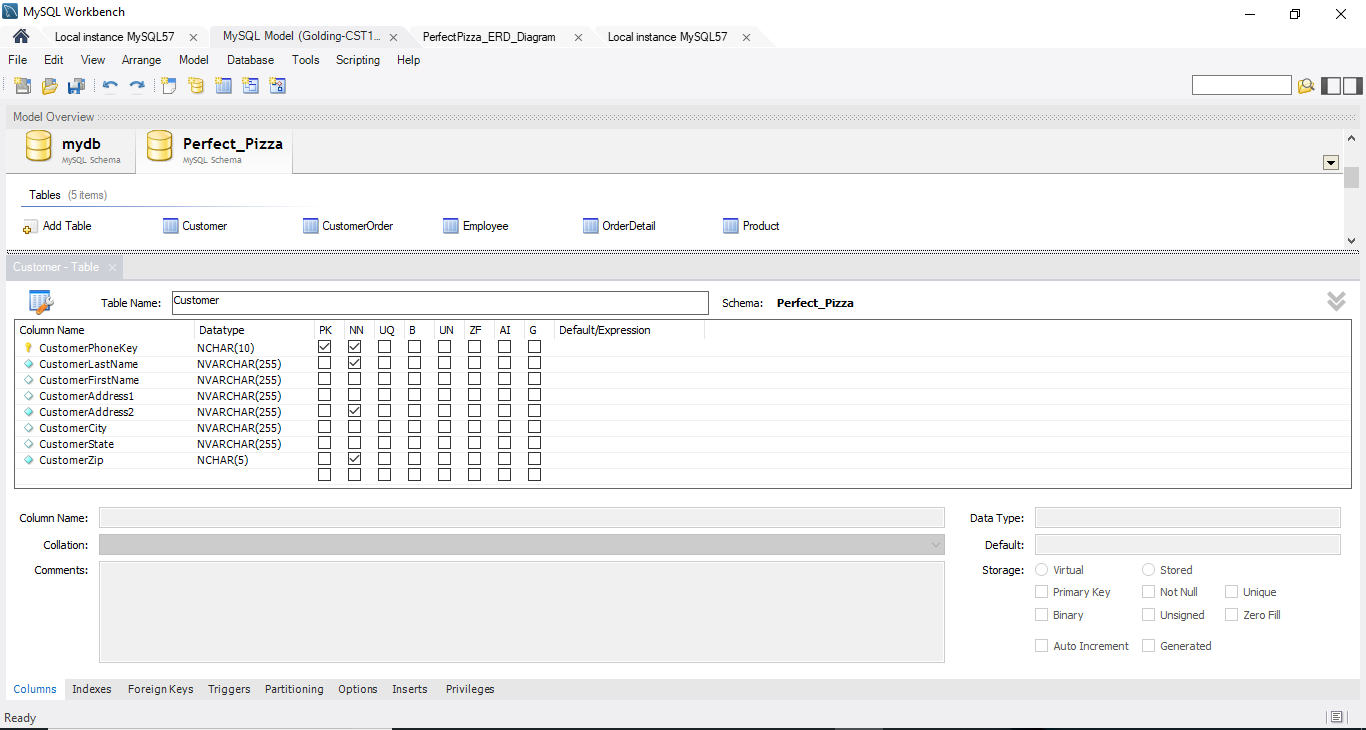 MySQL Workbench
Local instance MySQL57 MySQL Model (Golding-CST1... PerfectPizza_ERD_Diagram Local instance MySQL57
File Edit View Arrange Model Database Tools Scripting Help
Model Overview
mydb
MySQL Schema
Perfect_Pizza
MySQL Schema
Tables (5 items)
Add Table Customer CustomerOrder Employee OrderDetail Product
Customer - Table
Table Name: Customer Schema: Perfect_Pizza
Column Name Datatype PK NN UQ B UN ZF AI G Default/Expression
CustomerPhoneKey NCHAR(10)
CustomerLastName NVARCHAR(255)
CustomerFirstName NVARCHAR(255)
CustomerAddress1 NVARCHAR(255)
CustomerAddress2 NVARCHAR(255)
CustomerCity NVARCHAR(255)
CustomerState NVARCHAR(255)
CustomerZip NCHAR(5)
Column Name: Data Type:
Collation: Default:
Comments: Storage: Virtual Stored
Primary Key Not Null Unique
Binary Unsigned Zero Fill
Auto Increment Generated
Columns Indexes Foreign Keys Triggers Partitioning Options Inserts Privileges
Ready